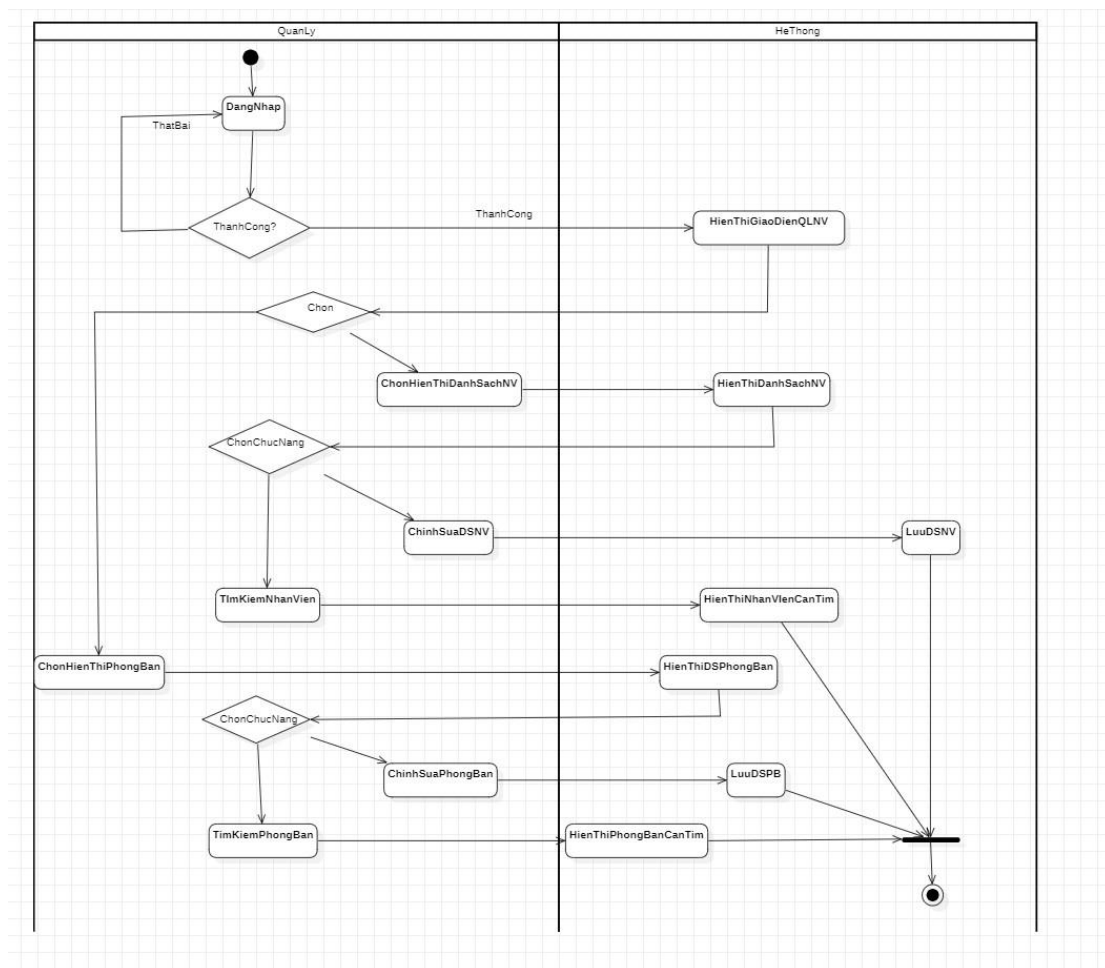 QuanLy
HeThong
DangNhap
ThatBai
ThanhCong?
ThanhCong
HienThiGiaoDienQLNV
Chon
ChonHienThiDanhSachNV
HienThiDanhSachNV
ChonChucNang
ChinhSuaDSNV
LuuDSNV
TImKiemNhanVien
HienThiNhanVIenCanTim
ChonHienThiPhongBan
HienThiDSPhongBan
ChonChucNang
ChinhSuaPhongBan
LuuDSPB
TimKiemPhongBan
HienThiPhongBanCanTim